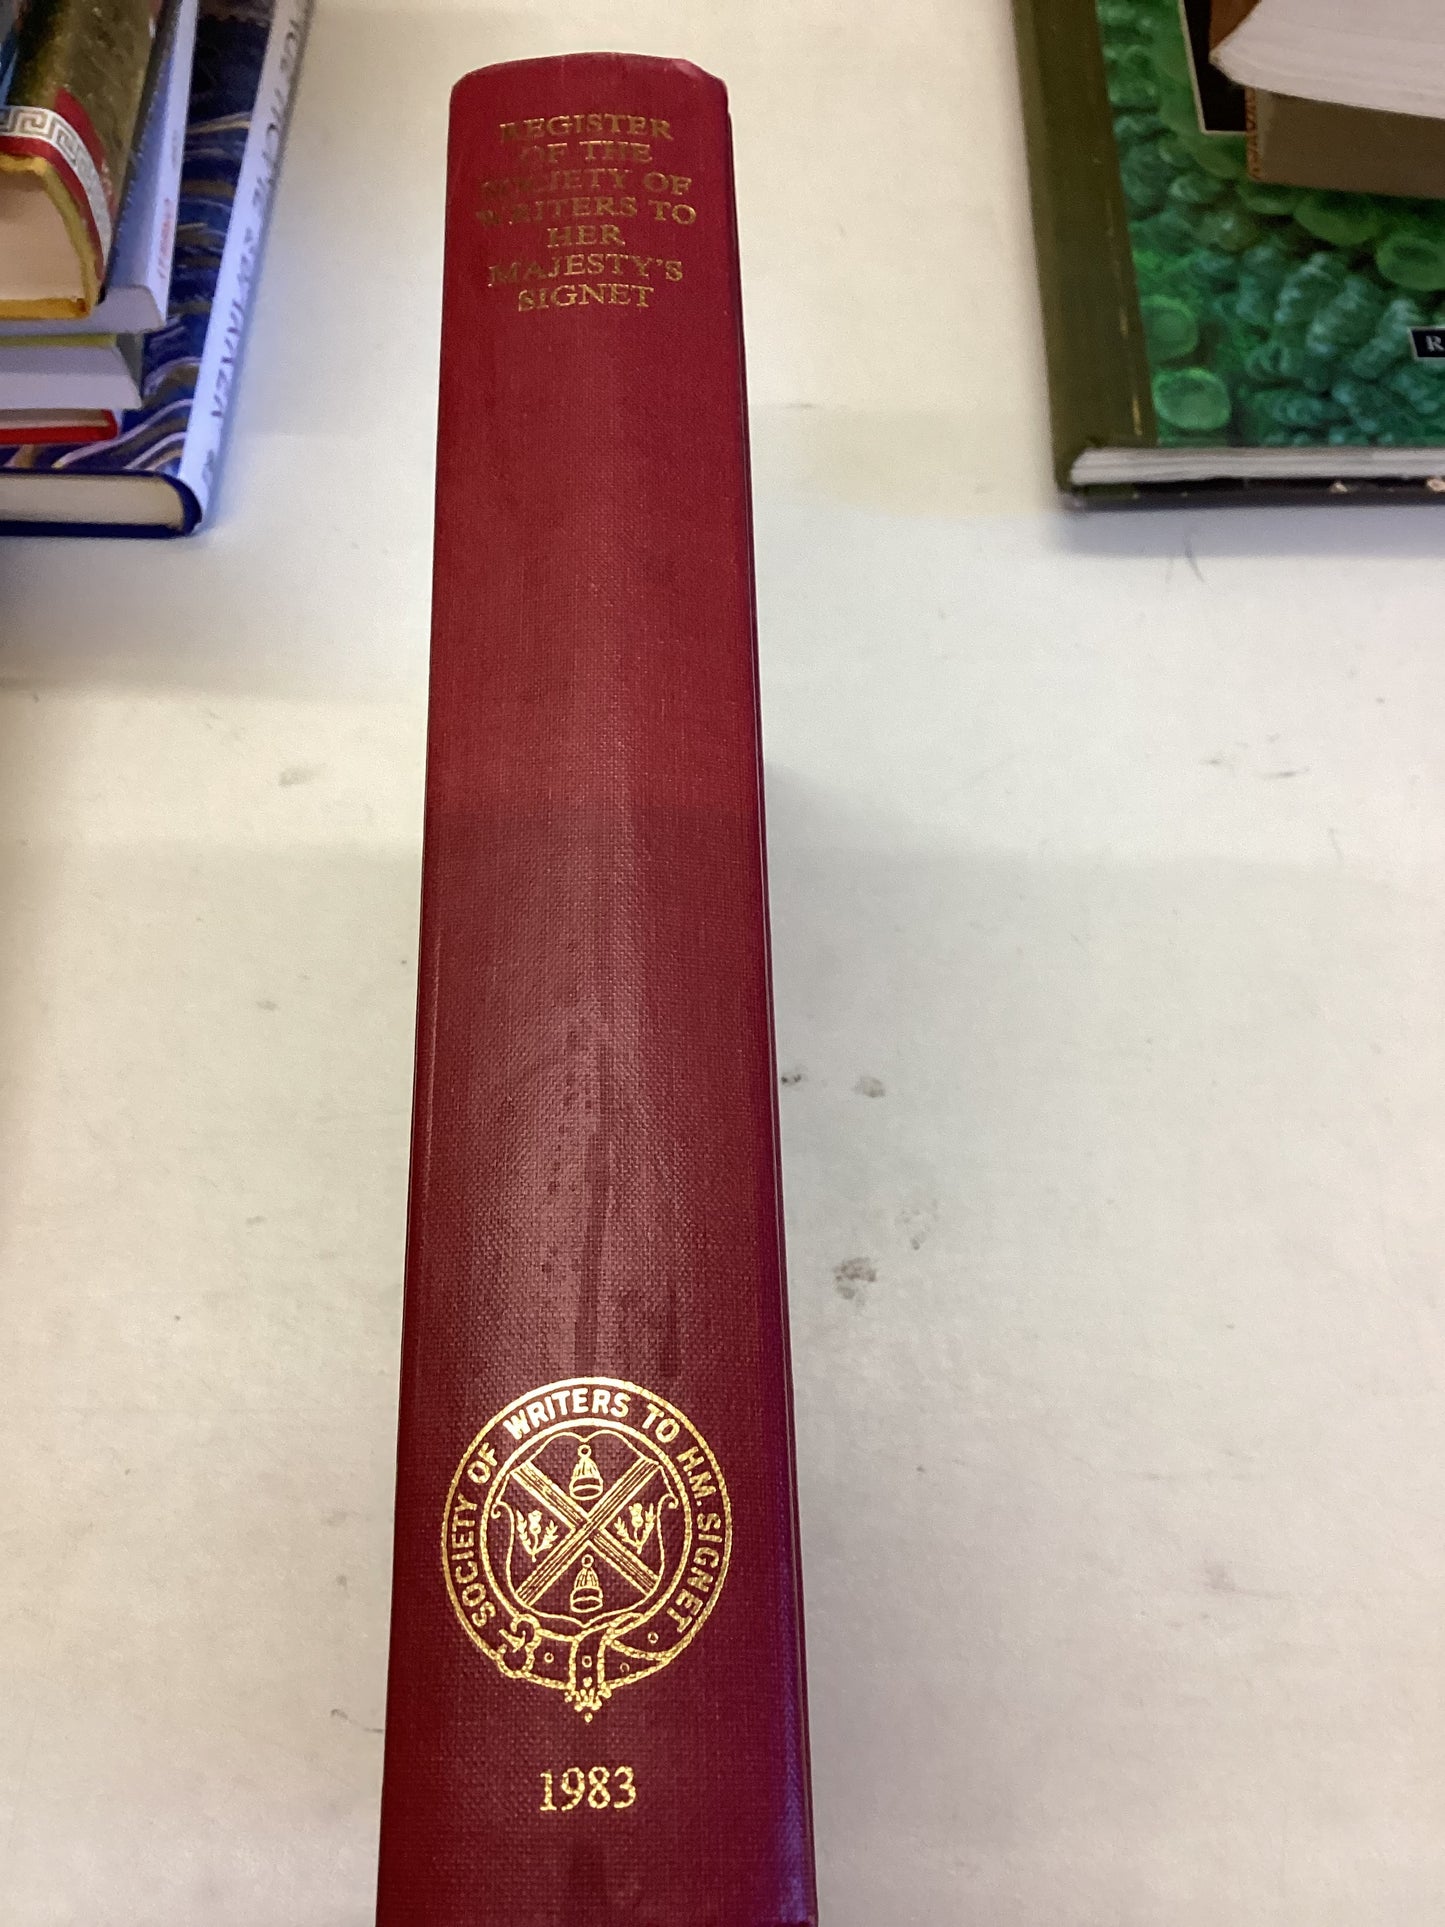 REGISTER
OF THE
SOCIETY OF
WRITERS TO
HER
MAJESTY'S
SIGNET
SOCIETY OF WRITERS TO H.M. SIGNET
1983
R